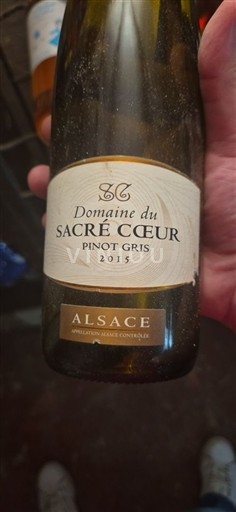 SC
Domaine du
SACRÉ CŒUR
PINOT GRIS
2015
ALSACE
APPELLATION ALSACE CONTRÔLÉE